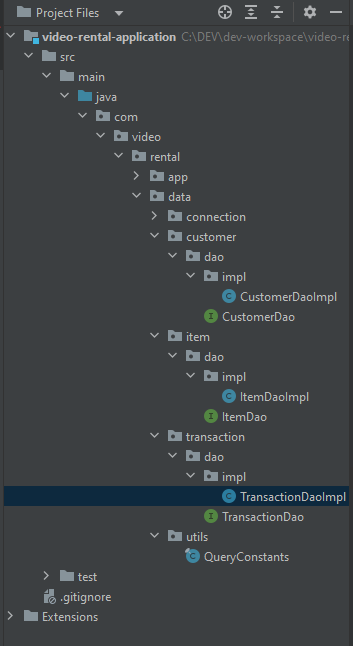 Project Files
video-rental-application C:\DEV\dev-workspace\video-re
src
main
java
com
video
rental
app
data
connection
customer
dao
impl
CustomerDaoImpl
CustomerDao
item
dao
impl
ItemDaoImpl
ItemDao
transaction
dao
impl
TransactionDaoImpl
TransactionDao
utils
QueryConstants
test
.gitignore
Extensions